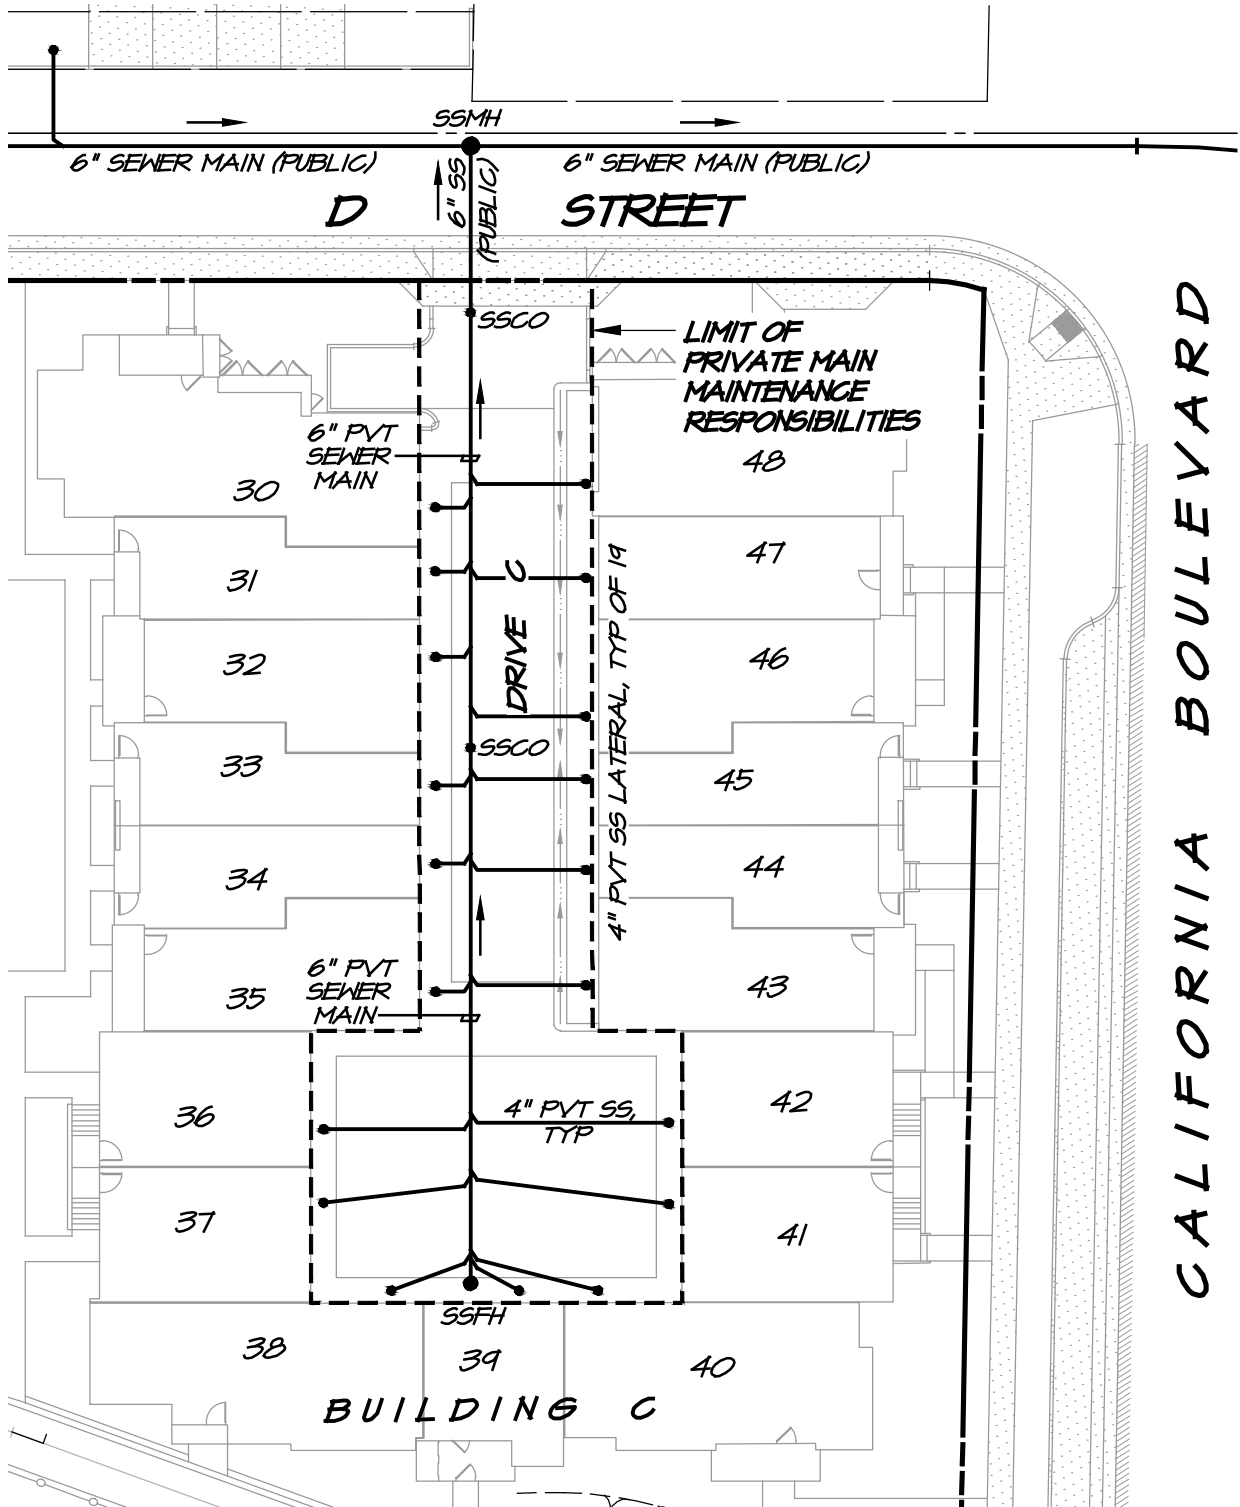 SSMH
6" SEWER MAIN (PUBLIC)
6" SEWER MAIN (PUBLIC)
6" SS
(PUBLIC)
D STREET
SSCO
LIMIT OF
PRIVATE MAIN
MAINTENANCE
RESPONSIBILITIES
6" PVT
SEWER
MAIN
30
48
31
47
DRIVE C
4" PVT SS LATERAL, TYP OF 19
32
46
SSCO
33
45
34
44
6" PVT
SEWER
MAIN
35
43
36
4" PVT SS,
TYP
42
37
41
SSFH
38
39
40
BUILDING C
CALIFORNIA BOULEVARD